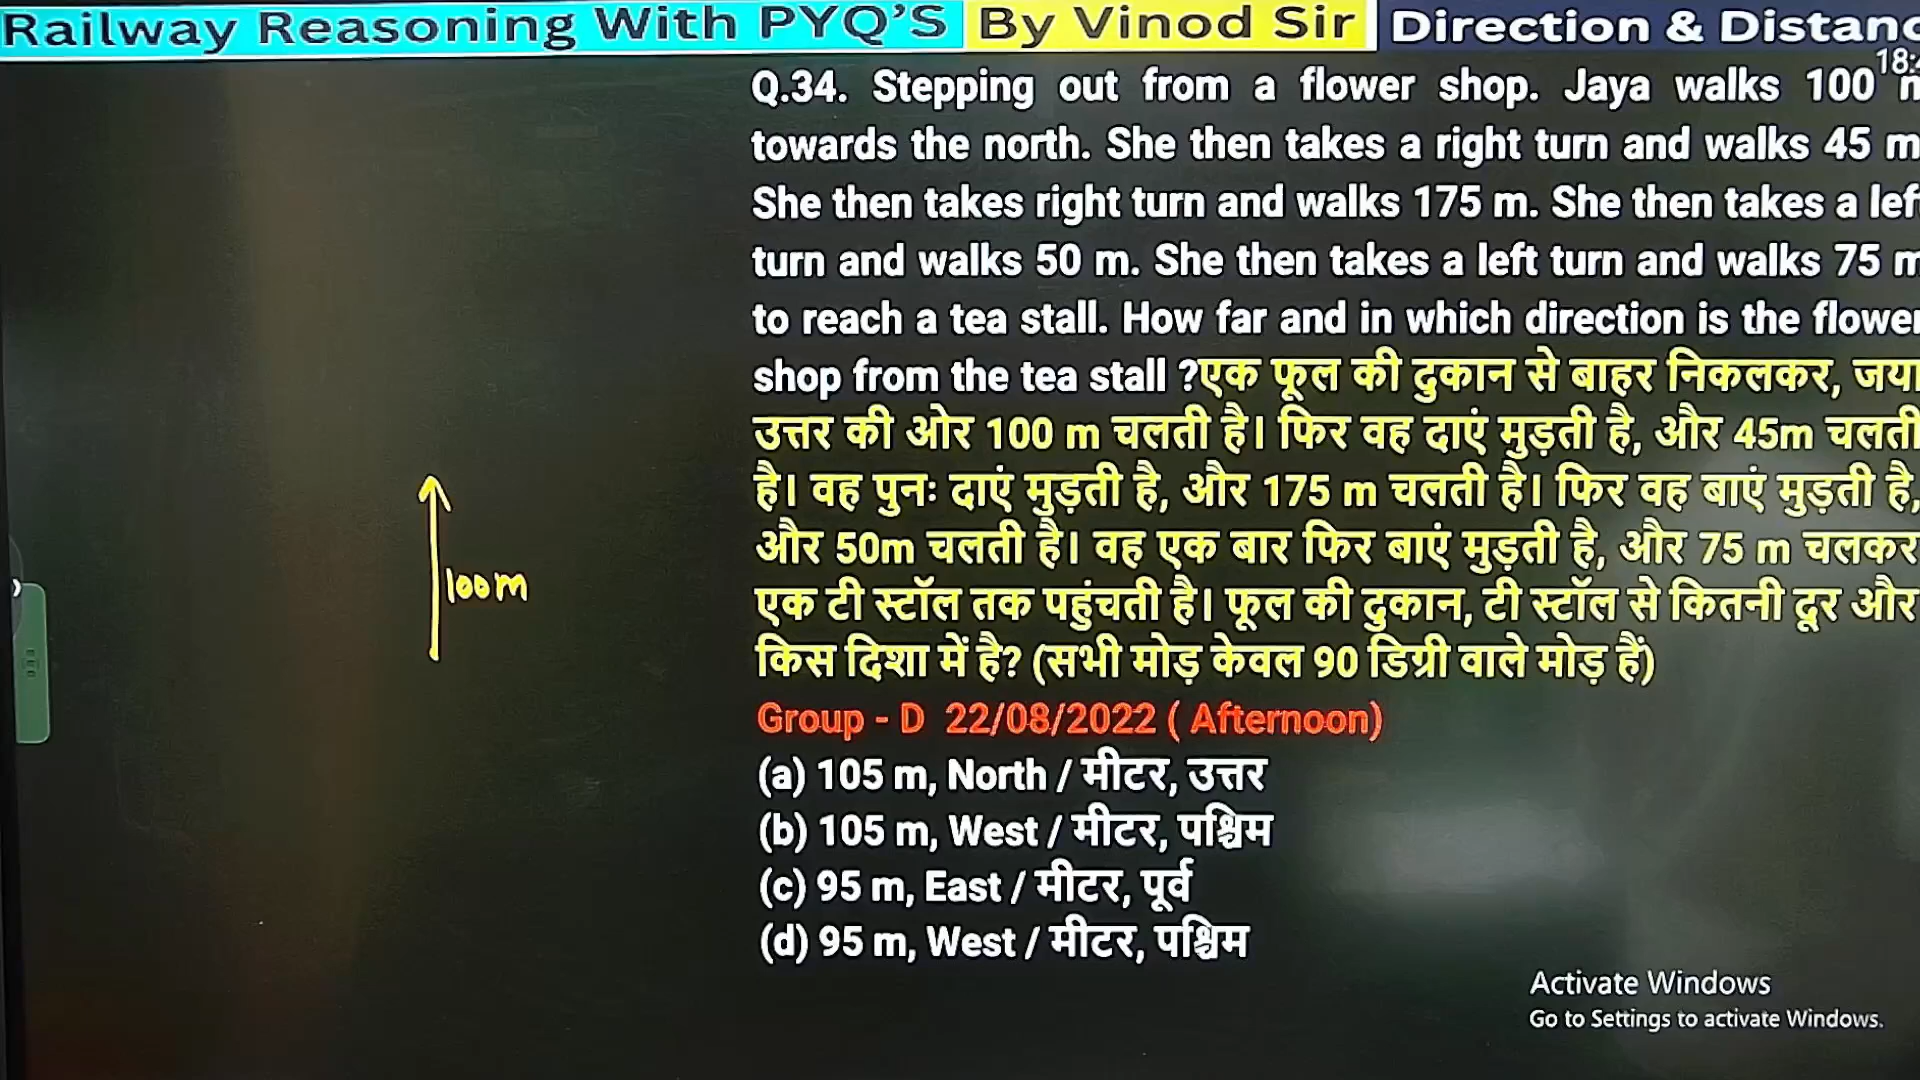 Railway Reasoning With PYQ'S By Vinod Sir Direction & Distanc
18:
Q.34. Stepping out from a flower shop. Jaya walks 100 m
towards the north. She then takes a right turn and walks 45 m
She then takes right turn and walks 175 m. She then takes a left
turn and walks 50 m. She then takes a left turn and walks 75 m
to reach a tea stall. How far and in which direction is the flower
shop from the tea stall ?एक फूल की दुकान से बाहर निकलकर, जया
उत्तर की ओर 100 m चलती है। फिर वह दाएं मुड़ती है, और 45m चलती
है। वह पुनः दाएं मुड़ती है, और 175 m चलती है। फिर वह बाएं मुड़ती है,
और 50m चलती है। वह एक बार फिर बाएं मुड़ती है, और 75 m चलकर
एक टी स्टॉल तक पहुंचती है। फूल की दुकान, टी स्टॉल से कितनी दूर और
किस दिशा में है? (सभी मोड़ केवल 90 डिग्री वाले मोड़ हैं)
100m
Group - D 22/08/2022 ( Afternoon)
(a) 105 m, North / मीटर, उत्तर
(b) 105 m, West / मीटर, पश्चिम
(c) 95 m, East / मीटर, पूर्व
(d) 95 m, West / मीटर, पश्चिम
Activate Windows
Go to Settings to activate Windows.